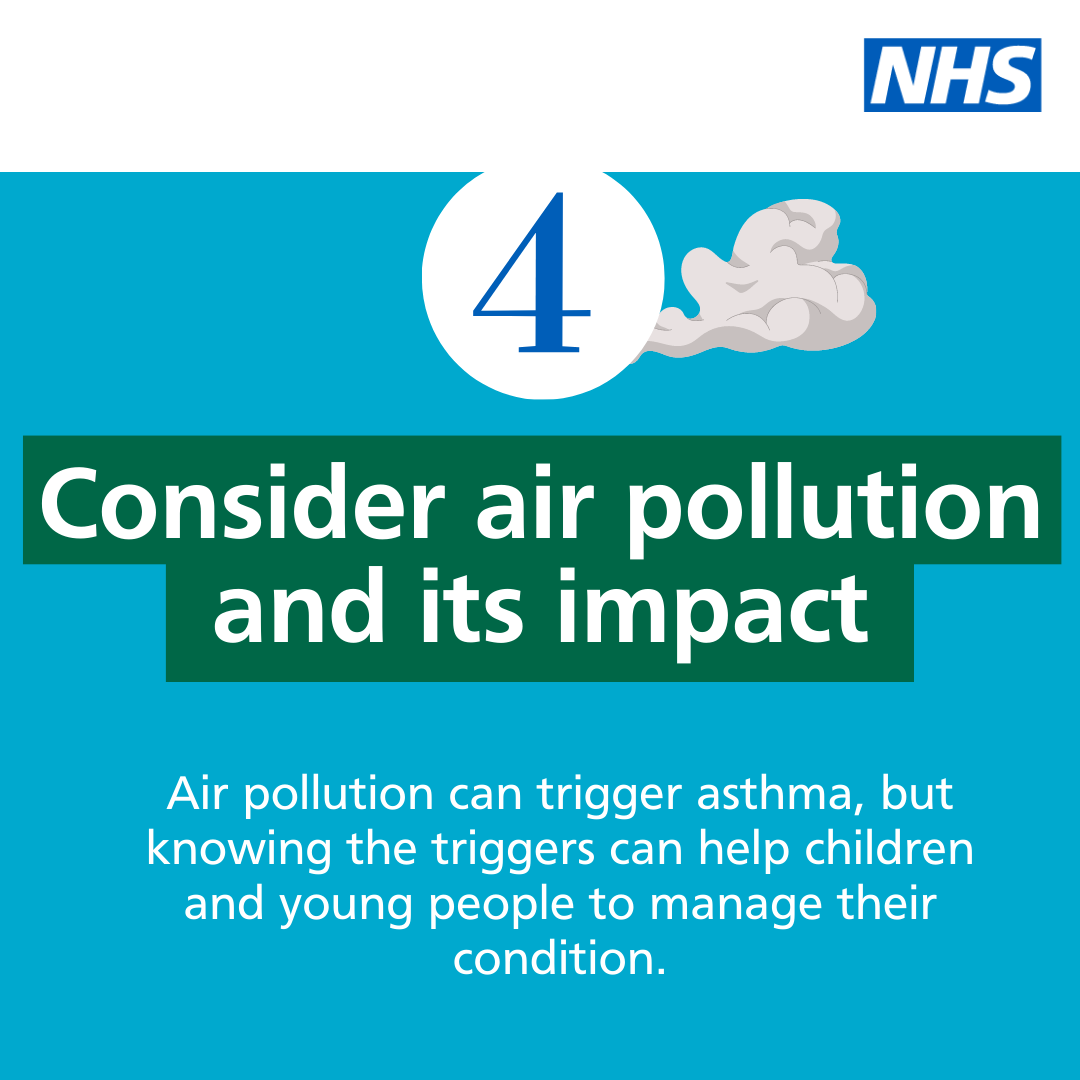 NHS
4
Consider air pollution
and its impact
Air pollution can trigger asthma, but
knowing the triggers can help children
and young people to manage their
condition.